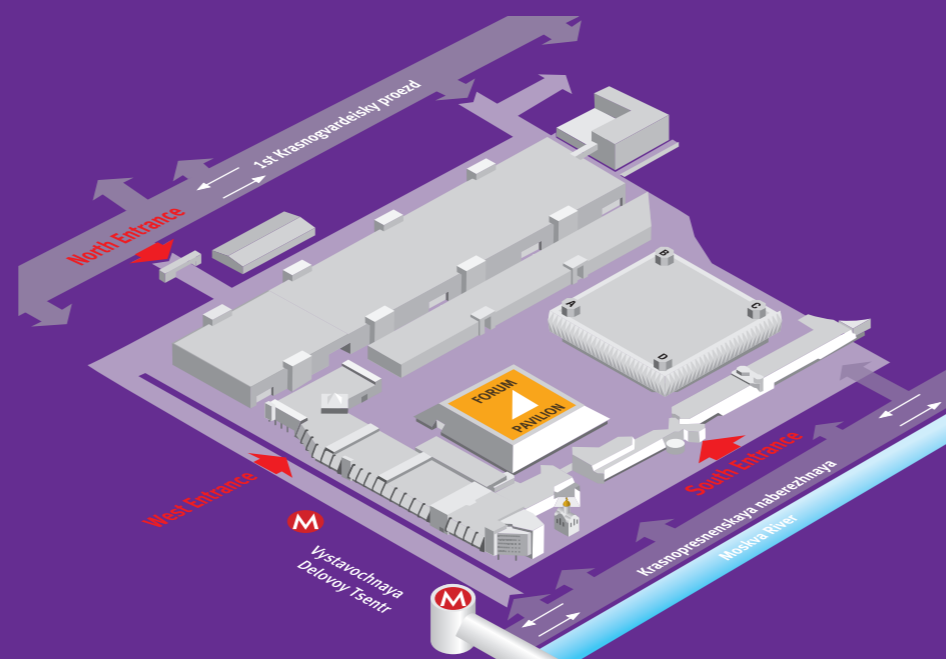 1st Krasnogvardeisky proezd
North Entrance
B
A
C
D
FORUM
PAVILION
South Entrance
West Entrance
M
Vystavochnaya
Delovoy Tsentr
M
Krasnopresnenskaya naberezhnaya
Moskva River